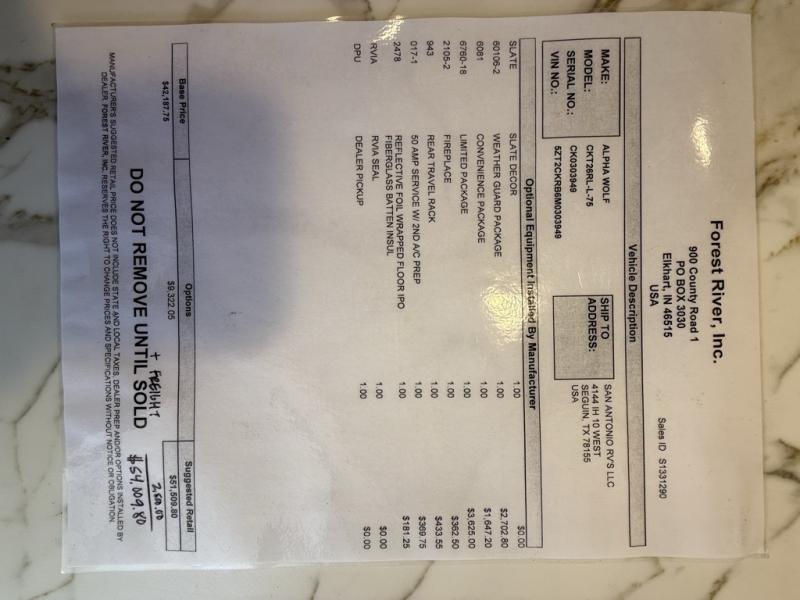 Forest River, Inc.
900 County Road 1
PO BOX 3030
Elkhart, IN 46515
USA
Sales ID S1331290
Vehicle Description
MAKE: ALPHA WOLF
MODEL: CKT26RL-L-75
SERIAL NO.: CK0303949
VIN NO.: 5ZT2CKRB6M0303949
SHIP TO ADDRESS:
SAN ANTONIO RV'S LLC
4144 IH 10 WEST
SEGUIN, TX 78155
USA
Optional Equipment Installed By Manufacturer
SLATE SLATE DECOR 1.00 $0.00
60106-2 WEATHER GUARD PACKAGE 1.00 $2,702.80
6081 CONVENIENCE PACKAGE 1.00 $1,647.20
6760-18 LIMITED PACKAGE 1.00 $3,625.00
2105-2 FIREPLACE 1.00 $362.50
943 REAR TRAVEL RACK 1.00 $433.55
017-1 50 AMP SERVICE W/ 2ND A/C PREP 1.00 $369.75
2478 REFLECTIVE FOIL WRAPPED FLOOR IPO 1.00 $181.25
FIBERGLASS BATTEN INSUL
RVIA RVIA SEAL 1.00 $0.00
DPU DEALER PICKUP 1.00 $0.00
Base Price Options Suggested Retail
$42,187.75 $9,322.05 $51,509.80
+ FREIGHT 2,500.00
DO NOT REMOVE UNTIL SOLD $54,009.80
MANUFACTURER'S SUGGESTED RETAIL PRICE DOES NOT INCLUDE STATE AND LOCAL TAXES, DEALER PREP AND/OR OPTIONS INSTALLED BY
DEALER. FOREST RIVER, INC. RESERVES THE RIGHT TO CHANGE PRICES AND SPECIFICATIONS WITHOUT NOTICE OR OBLIGATION.